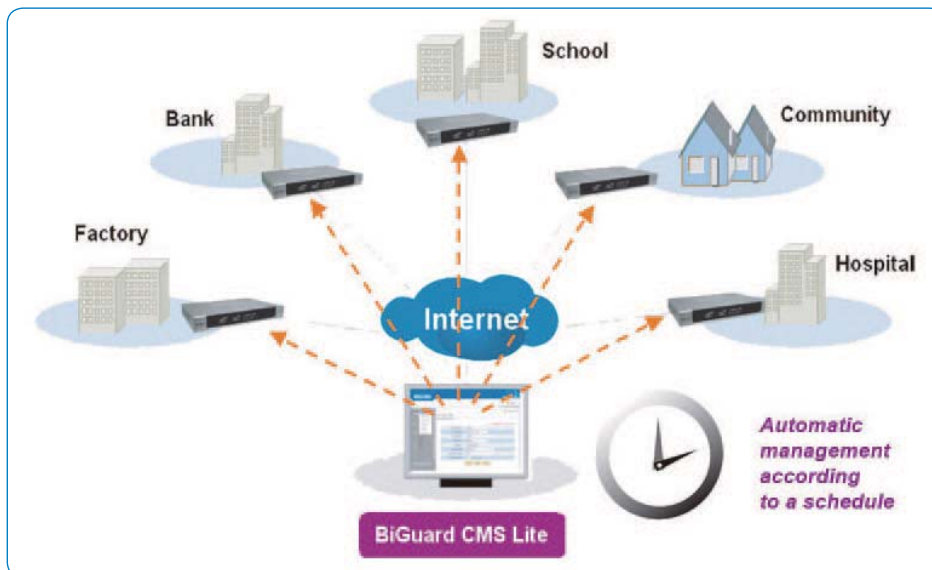 School
Bank
Community
Factory
Hospital
Internet
Automatic
management
according
to a schedule
BiGuard CMS Lite